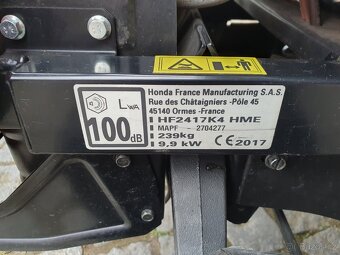 Honda France Manufacturing S.A.S.
Rue des Châtaigniers -Pôle 45
45140 Ormes -France
LWA
100dB
HF2417K4 HME
MAPF - 2704277
239kg
9,9 kW CE 2017